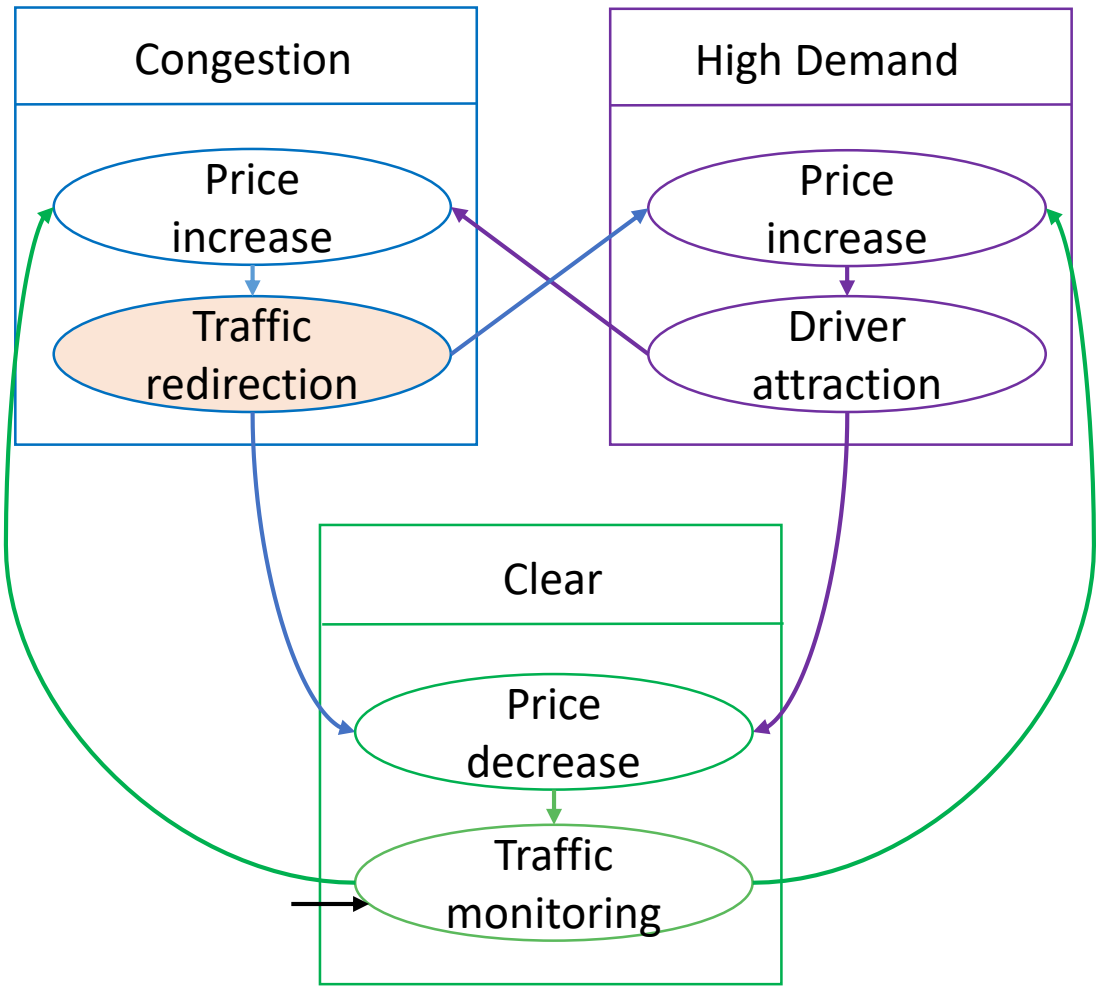 Congestion
Price
increase
Traffic
redirection
High Demand
Price
increase
Driver
attraction
Clear
Price
decrease
Traffic
monitoring